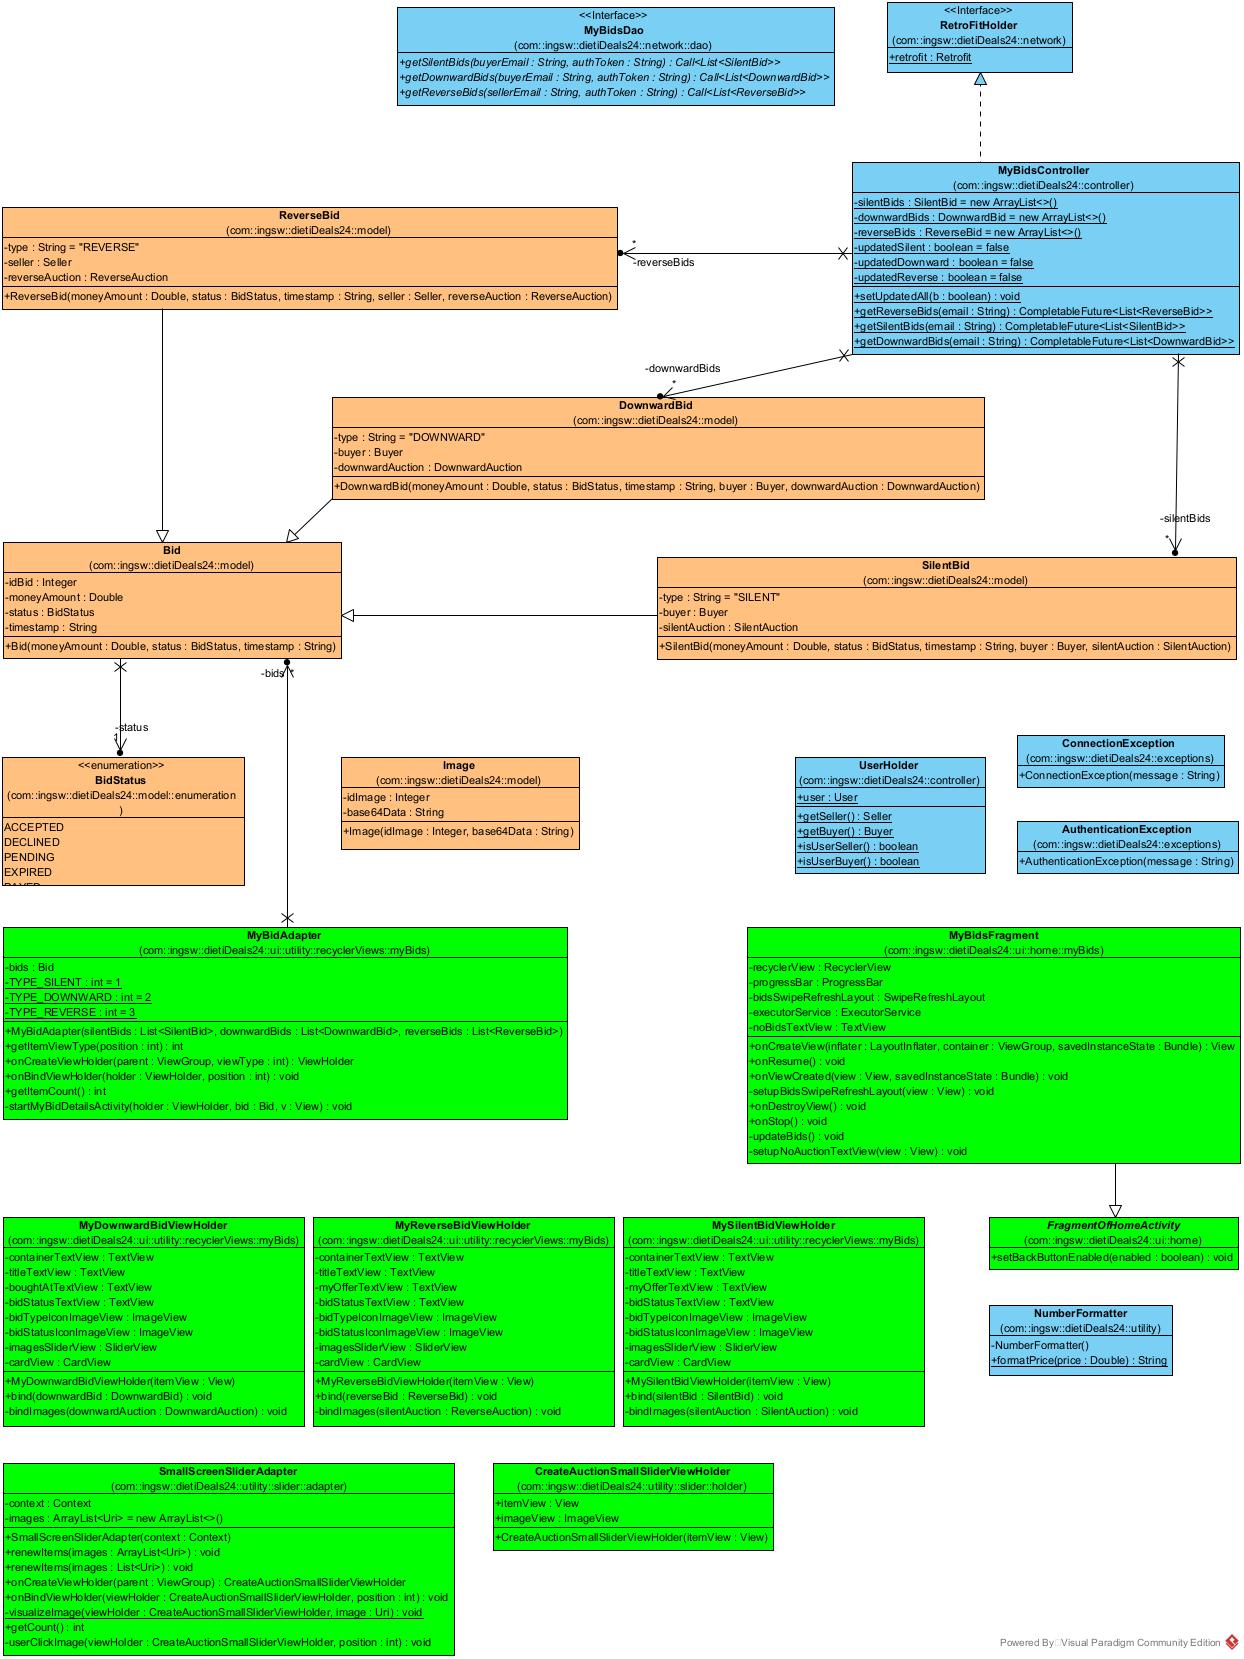 <<Interface>>
MyBidsDao
(com::ingsw::dietiDeals24::network::dao)
+getSilentBids(buyerEmail : String, authToken : String) : Call<List<SilentBid>>
+getDownwardBids(buyerEmail : String, authToken : String) : Call<List<DownwardBid>>
+getReverseBids(sellerEmail : String, authToken : String) : Call<List<ReverseBid>>
<<Interface>>
RetroFitHolder
(com::ingsw::dietiDeals24::network)
+retrofit : Retrofit
MyBidsController
(com::ingsw::dietiDeals24::controller)
-silentBids : SilentBid = new ArrayList<>()
-downwardBids : DownwardBid = new ArrayList<>()
-reverseBids : ReverseBid = new ArrayList<>()
-updatedSilent : boolean = false
-updatedDownward : boolean = false
-updatedReverse : boolean = false
+setUpdatedAll(b : boolean) : void
+getReverseBids(email : String) : CompletableFuture<List<ReverseBid>>
+getSilentBids(email : String) : CompletableFuture<List<SilentBid>>
+getDownwardBids(email : String) : CompletableFuture<List<DownwardBid>>
ReverseBid
(com::ingsw::dietiDeals24::model)
-type : String = "REVERSE"
-seller : Seller
-reverseAuction : ReverseAuction
+ReverseBid(moneyAmount : Double, status : BidStatus, timestamp : String, seller : Seller, reverseAuction : ReverseAuction)
*
-reverseBids
-downwardBids
*
DownwardBid
(com::ingsw::dietiDeals24::model)
-type : String = "DOWNWARD"
-buyer : Buyer
-downwardAuction : DownwardAuction
+DownwardBid(moneyAmount : Double, status : BidStatus, timestamp : String, buyer : Buyer, downwardAuction : DownwardAuction)
-silentBids
*
Bid
(com::ingsw::dietiDeals24::model)
-idBid : Integer
-moneyAmount : Double
-status : BidStatus
-timestamp : String
+Bid(moneyAmount : Double, status : BidStatus, timestamp : String)
SilentBid
(com::ingsw::dietiDeals24::model)
-type : String = "SILENT"
-buyer : Buyer
-silentAuction : SilentAuction
+SilentBid(moneyAmount : Double, status : BidStatus, timestamp : String, buyer : Buyer, silentAuction : SilentAuction)
-bids *
-status
1
<<enumeration>>
BidStatus
(com::ingsw::dietiDeals24::model::enumeration
)
ACCEPTED
DECLINED
PENDING
EXPIRED
PAYED
Image
(com::ingsw::dietiDeals24::model)
-idImage : Integer
-base64Data : String
+Image(idImage : Integer, base64Data : String)
UserHolder
(com::ingsw::dietiDeals24::controller)
+user : User
+getSeller() : Seller
+getBuyer() : Buyer
+isUserSeller() : boolean
+isUserBuyer() : boolean
ConnectionException
(com::ingsw::dietiDeals24::exceptions)
+ConnectionException(message : String)
AuthenticationException
(com::ingsw::dietiDeals24::exceptions)
+AuthenticationException(message : String)
MyBidAdapter
(com::ingsw::dietiDeals24::ui::utility::recyclerViews::myBids)
-bids : Bid
-TYPE_SILENT : int = 1
-TYPE_DOWNWARD : int = 2
-TYPE_REVERSE : int = 3
+MyBidAdapter(silentBids : List<SilentBid>, downwardBids : List<DownwardBid>, reverseBids : List<ReverseBid>)
+getItemViewType(position : int) : int
+onCreateViewHolder(parent : ViewGroup, viewType : int) : ViewHolder
+onBindViewHolder(holder : ViewHolder, position : int) : void
+getItemCount() : int
-startMyBidDetailsActivity(holder : ViewHolder, bid : Bid, v : View) : void
MyBidsFragment
(com::ingsw::dietiDeals24::ui::home::myBids)
-recyclerView : RecyclerView
-progressBar : ProgressBar
-bidsSwipeRefreshLayout : SwipeRefreshLayout
-executorService : ExecutorService
-noBidsTextView : TextView
+onCreateView(inflater : LayoutInflater, container : ViewGroup, savedInstanceState : Bundle) : View
+onResume() : void
+onViewCreated(view : View, savedInstanceState : Bundle) : void
-setupBidsSwipeRefreshLayout(view : View) : void
+onDestroyView() : void
+onStop() : void
-updateBids() : void
-setupNoAuctionTextView(view : View) : void
MyDownwardBidViewHolder
(com::ingsw::dietiDeals24::ui::utility::recyclerViews::myBids)
-containerTextView : TextView
-titleTextView : TextView
-boughtAtTextView : TextView
-bidStatusTextView : TextView
-bidTypeIconImageView : ImageView
-bidStatusIconImageView : ImageView
-imagesSliderView : SliderView
-cardView : CardView
+MyDownwardBidViewHolder(itemView : View)
+bind(downwardBid : DownwardBid) : void
-bindImages(downwardAuction : DownwardAuction) : void
MyReverseBidViewHolder
(com::ingsw::dietiDeals24::ui::utility::recyclerViews::myBids)
-containerTextView : TextView
-titleTextView : TextView
-myOfferTextView : TextView
-bidStatusTextView : TextView
-bidTypeIconImageView : ImageView
-bidStatusIconImageView : ImageView
-imagesSliderView : SliderView
-cardView : CardView
+MyReverseBidViewHolder(itemView : View)
+bind(reverseBid : ReverseBid) : void
-bindImages(silentAuction : ReverseAuction) : void
MySilentBidViewHolder
(com::ingsw::dietiDeals24::ui::utility::recyclerViews::myBids)
-containerTextView : TextView
-titleTextView : TextView
-myOfferTextView : TextView
-bidStatusTextView : TextView
-bidTypeIconImageView : ImageView
-bidStatusIconImageView : ImageView
-imagesSliderView : SliderView
-cardView : CardView
+MySilentBidViewHolder(itemView : View)
+bind(silentBid : SilentBid) : void
-bindImages(silentAuction : SilentAuction) : void
FragmentOfHomeActivity
(com::ingsw::dietiDeals24::ui::home)
+setBackButtonEnabled(enabled : boolean) : void
NumberFormatter
(com::ingsw::dietiDeals24::utility)
-NumberFormatter()
+formatPrice(price : Double) : String
SmallScreenSliderAdapter
(com::ingsw::dietiDeals24::utility::slider::adapter)
-context : Context
-images : ArrayList<Uri> = new ArrayList<>()
+SmallScreenSliderAdapter(context : Context)
+renewItems(images : ArrayList<Uri>) : void
+renewItems(images : List<Uri>) : void
+onCreateViewHolder(parent : ViewGroup) : CreateAuctionSmallSliderViewHolder
+onBindViewHolder(viewHolder : CreateAuctionSmallSliderViewHolder, position : int) : void
-visualizeImage(viewHolder : CreateAuctionSmallSliderViewHolder, image : Uri) : void
+getCount() : int
-userClickImage(viewHolder : CreateAuctionSmallSliderViewHolder, position : int) : void
CreateAuctionSmallSliderViewHolder
(com::ingsw::dietiDeals24::utility::slider::holder)
+itemView : View
+imageView : ImageView
+CreateAuctionSmallSliderViewHolder(itemView : View)
Powered By Visual Paradigm Community Edition